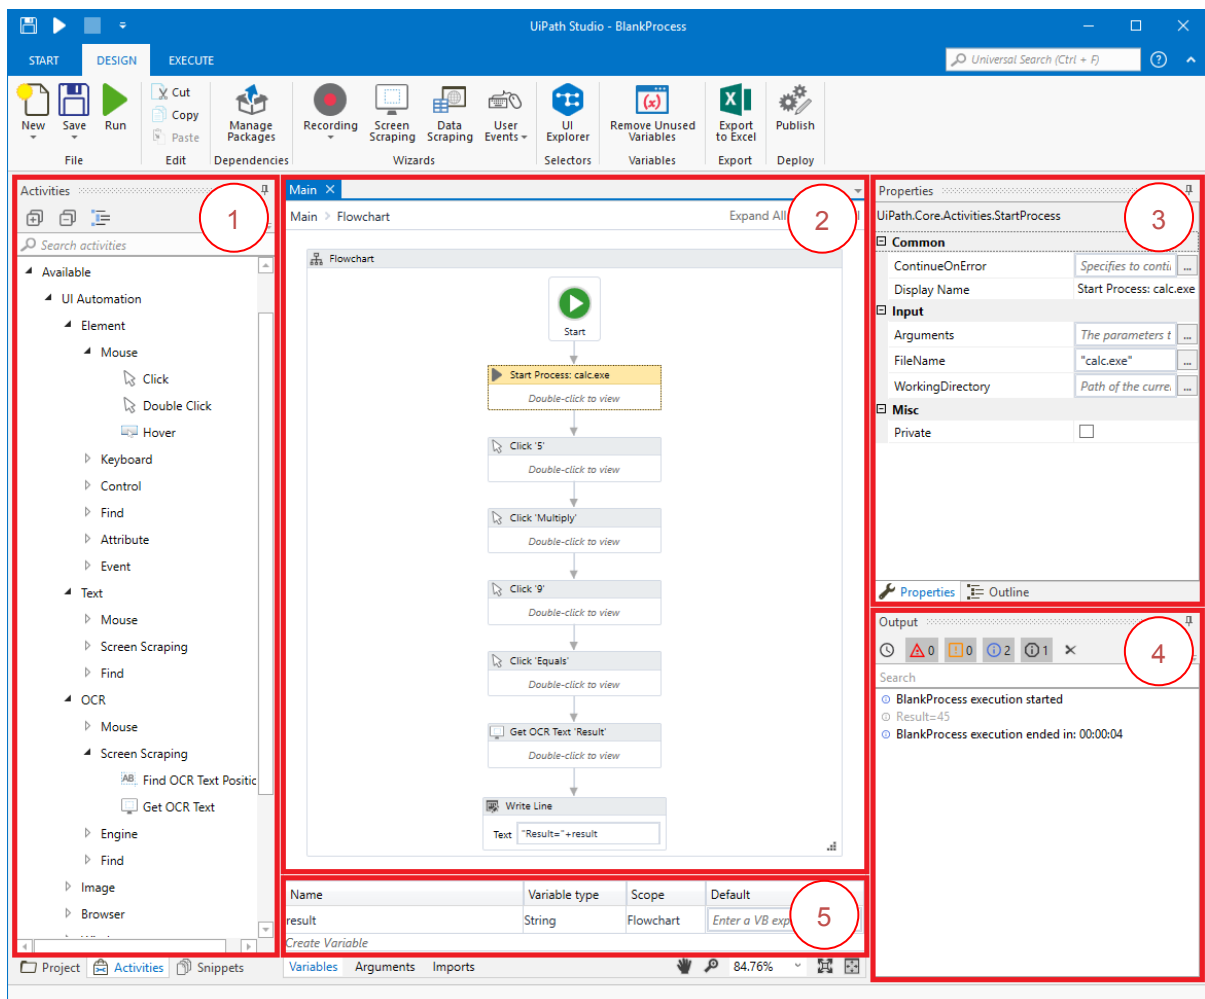 UiPath Studio - BlankProcess
START DESIGN EXECUTE
Universal Search (Ctrl + F)
New Save Run
Cut
Copy
Paste
Manage Packages
Recording
Screen Scraping
Data Scraping
User Events
UI Explorer
Remove Unused Variables
Export to Excel
Publish
File Edit Dependencies Wizards Selectors Variables Export Deploy
Activities
1
Search activities
Available
UI Automation
Element
Mouse
Click
Double Click
Hover
Keyboard
Control
Find
Attribute
Event
Text
Mouse
Screen Scraping
Find
OCR
Mouse
Screen Scraping
Find OCR Text Positic
Get OCR Text
Engine
Find
Image
Browser
Project Activities Snippets
Main
Main > Flowchart
Expand All
2
Flowchart
Start
Start Process: calc.exe
Double-click to view
Click '5'
Double-click to view
Click 'Multiply'
Double-click to view
Click '9'
Double-click to view
Click 'Equals'
Double-click to view
Get OCR Text 'Result'
Double-click to view
Write Line
Text "Result="+result
Name Variable type Scope Default
result String Flowchart Enter a VB exp
5
Create Variable
Variables Arguments Imports 84.76%
Properties
3
UiPath.Core.Activities.StartProcess
Common
ContinueOnError Specifies to conti ...
Display Name Start Process: calc.exe
Input
Arguments The parameters t ...
FileName "calc.exe" ...
WorkingDirectory Path of the curre ...
Misc
Private
Properties Outline
Output
4
0 0 2 1
Search
BlankProcess execution started
Result=45
BlankProcess execution ended in: 00:00:04